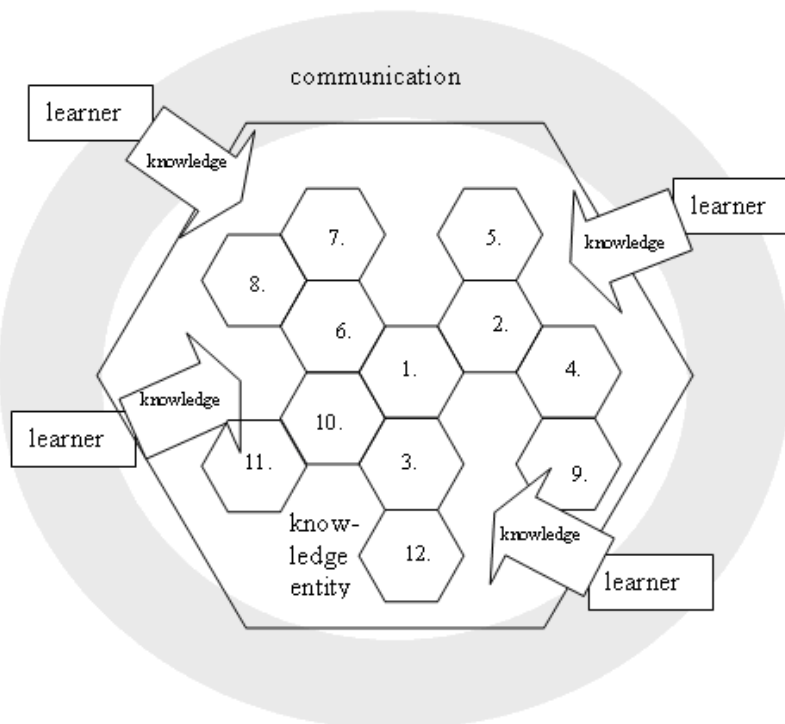 communication
learner
knowledge
learner
knowledge
7.
5.
8.
6.
2.
1.
4.
knowledge
learner
10.
11.
3.
9.
know-
ledge
entity
12.
knowledge
learner